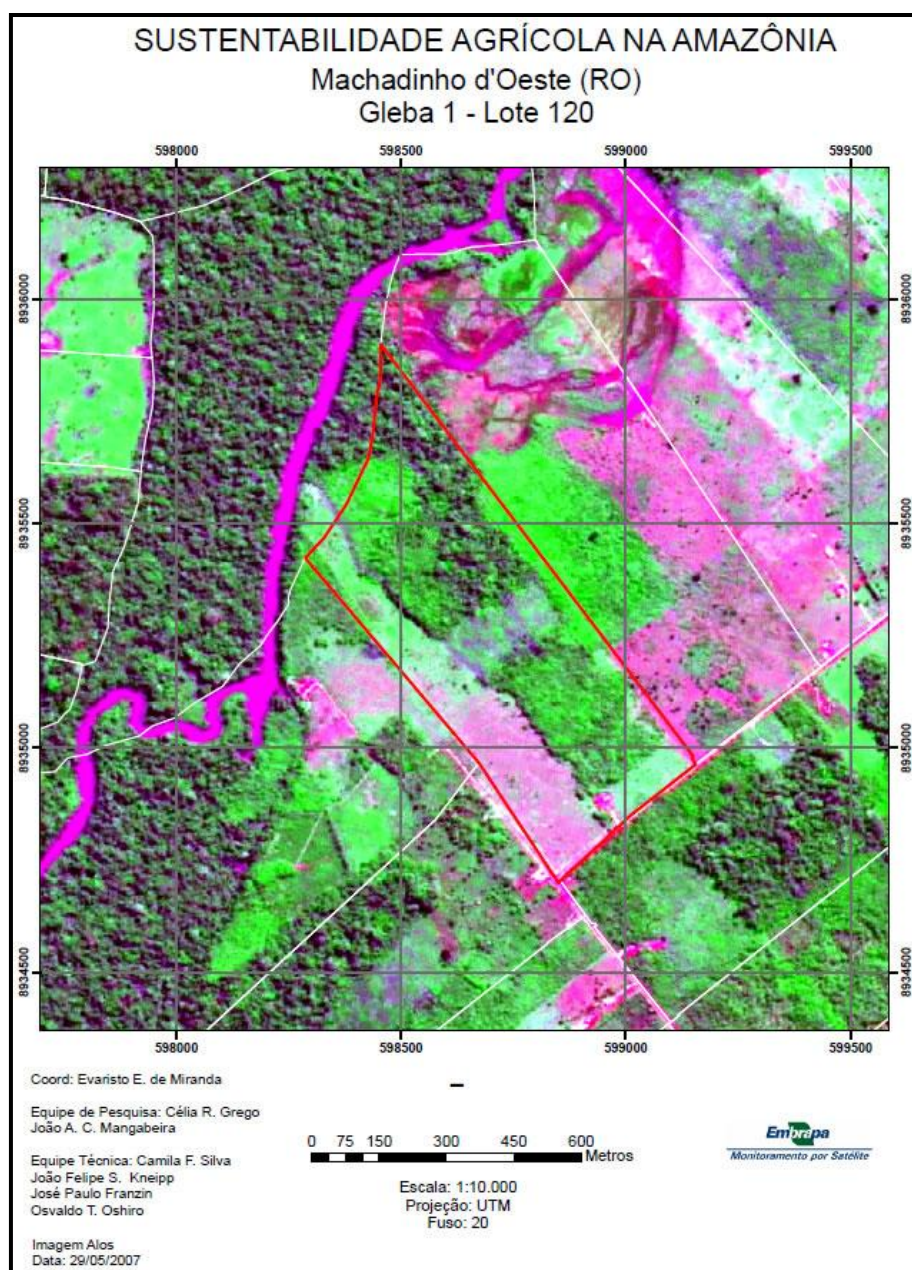 SUSTENTABILIDADE AGRÍCOLA NA AMAZÔNIA
Machadinho d'Oeste (RO)
Gleba 1 - Lote 120
598000 598500 599000 599500
8936000 8936000
8935500 8935500
8935000 8935000
8934500 8934500
598000 598500 599000 599500
Coord: Evaristo E. de Miranda
Equipe de Pesquisa: Célia R. Grego
João A. C. Mangabeira
Equipe Técnica: Camila F. Silva
João Felipe S. Kneipp
José Paulo Franzin
Osvaldo T. Oshiro
Imagem Alos
Data: 29/05/2007
0 75 150 300 450 600
Metros
Escala: 1:10.000
Projeção: UTM
Fuso: 20
Embrapa
Monitoramento por Satélite